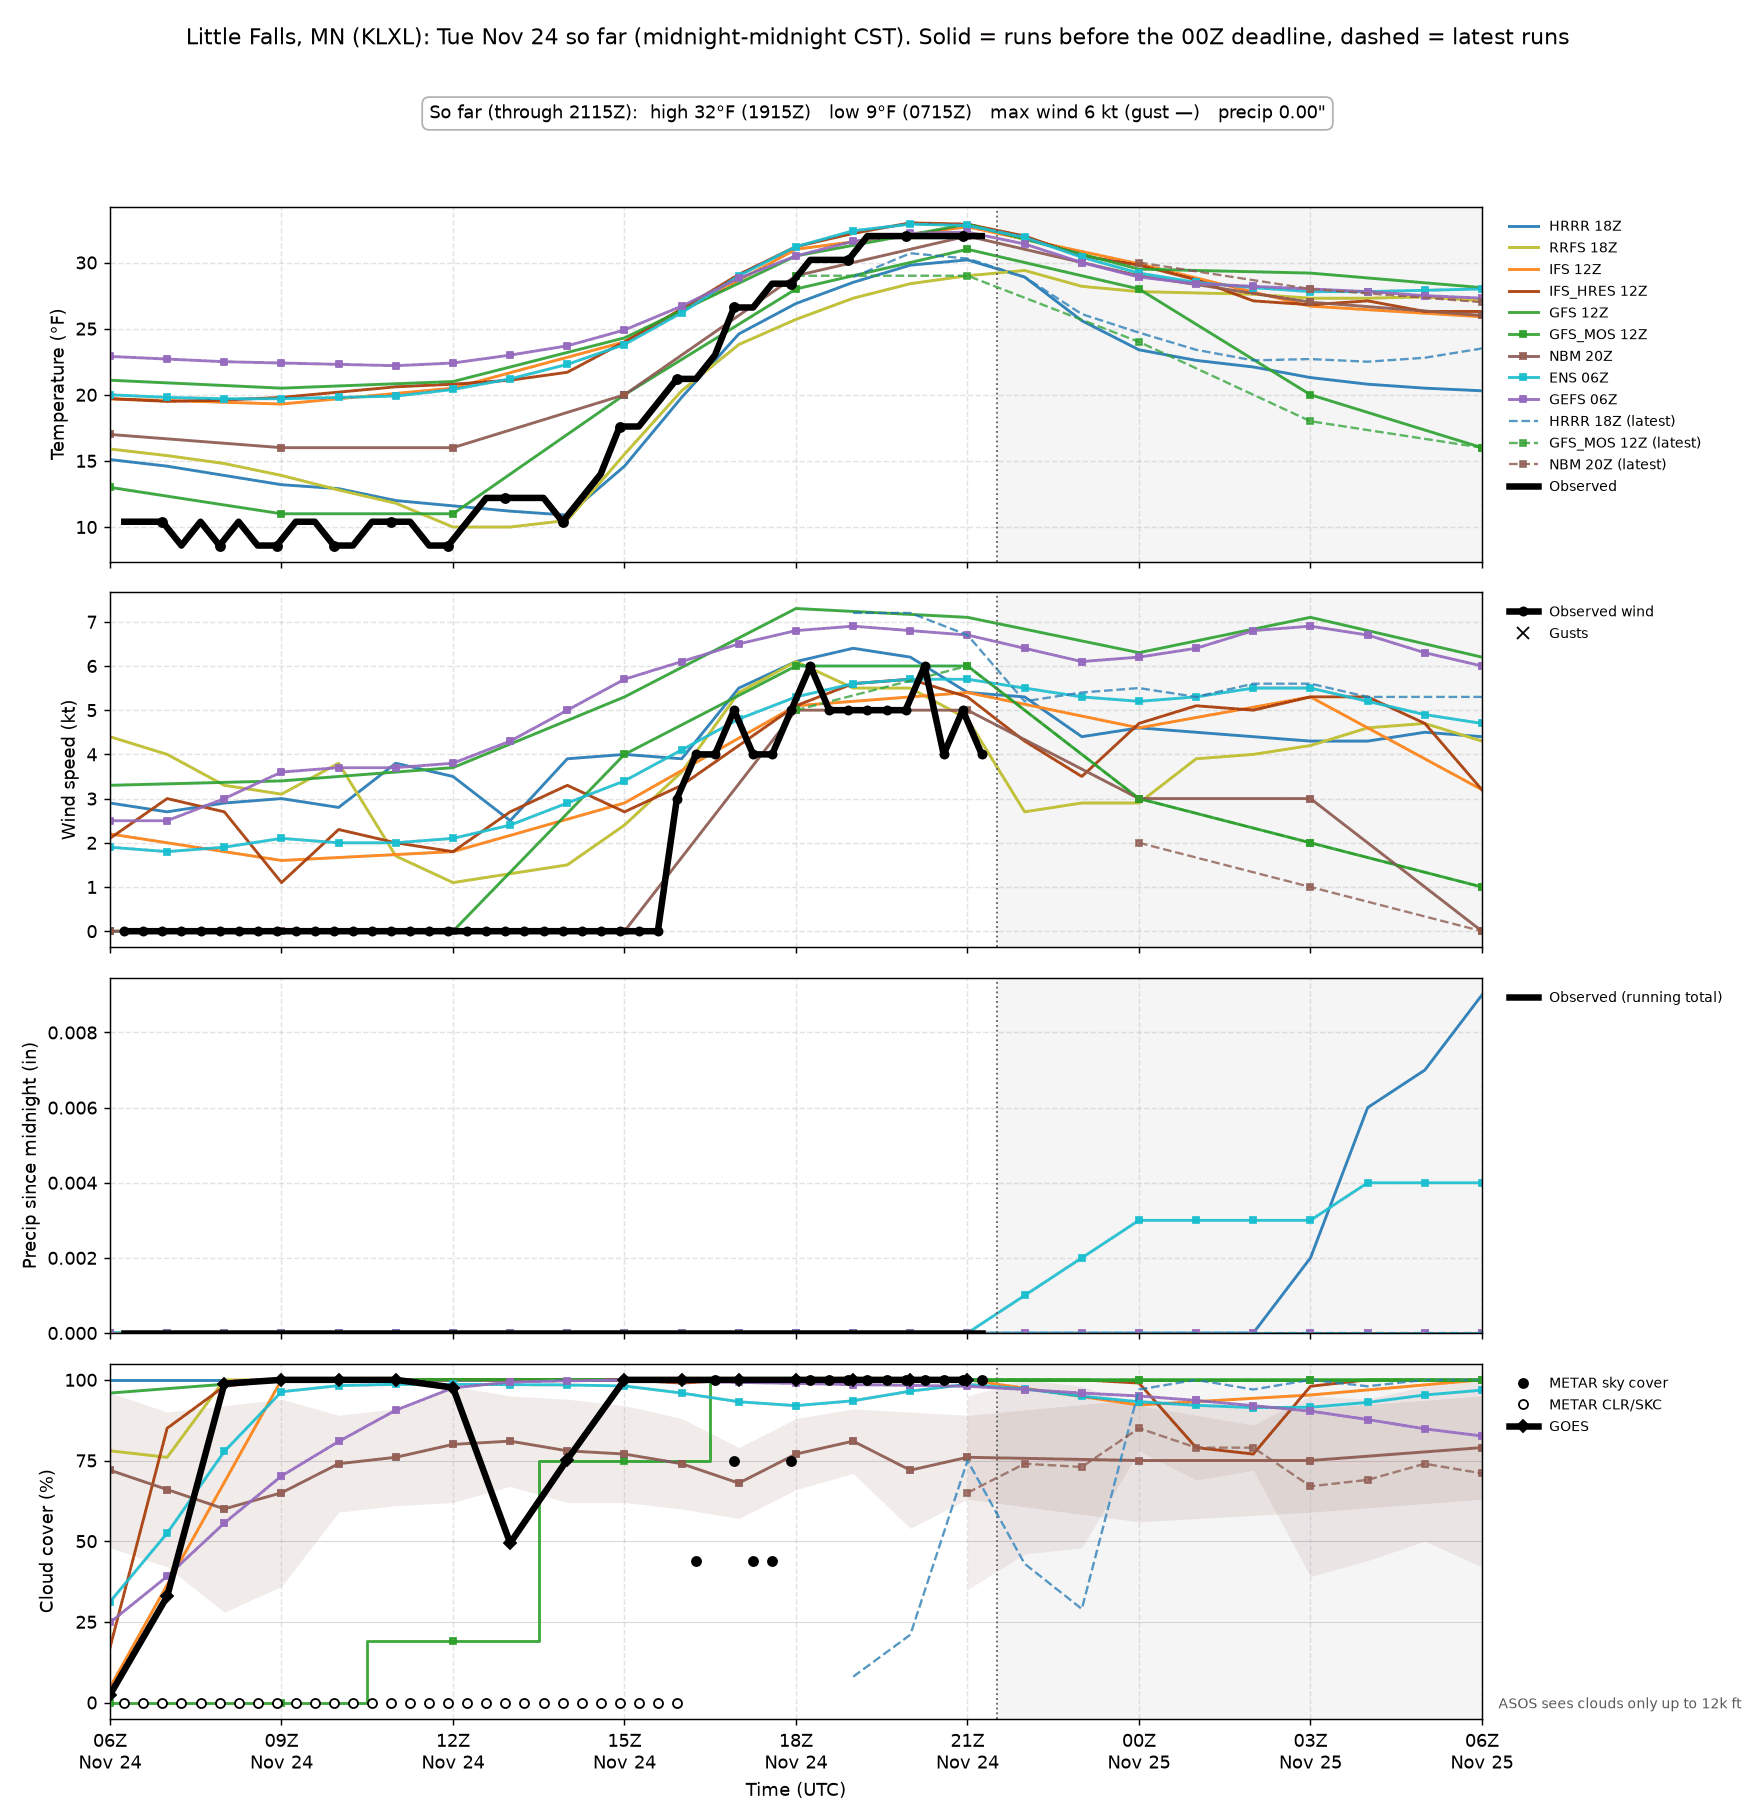 Little Falls, MN (KLXL): Tue Nov 24 so far (midnight-midnight CST). Solid = runs before the 00Z deadline, dashed = latest runs
So far (through 2115Z):  high 32°F (1915Z)   low 9°F (0715Z)   max wind 6 kt (gust —)   precip 0.00"
Temperature (°F)
30
25
20
15
10
HRRR 18Z
RRFS 18Z
IFS 12Z
IFS_HRES 12Z
GFS 12Z
GFS_MOS 12Z
NBM 20Z
ENS 06Z
GEFS 06Z
HRRR 18Z (latest)
GFS_MOS 12Z (latest)
NBM 20Z (latest)
Observed
Wind speed (kt)
7
6
5
4
3
2
1
0
Observed wind
Gusts
Precip since midnight (in)
0.008
0.006
0.004
0.002
0.000
Observed (running total)
Cloud cover (%)
100
75
50
25
0
METAR sky cover
METAR CLR/SKC
GOES
ASOS sees clouds only up to 12k ft
06Z 09Z 12Z 15Z 18Z 21Z 00Z 03Z 06Z
Nov 24 Nov 24 Nov 24 Nov 24 Nov 24 Nov 24 Nov 25 Nov 25 Nov 25
Time (UTC)